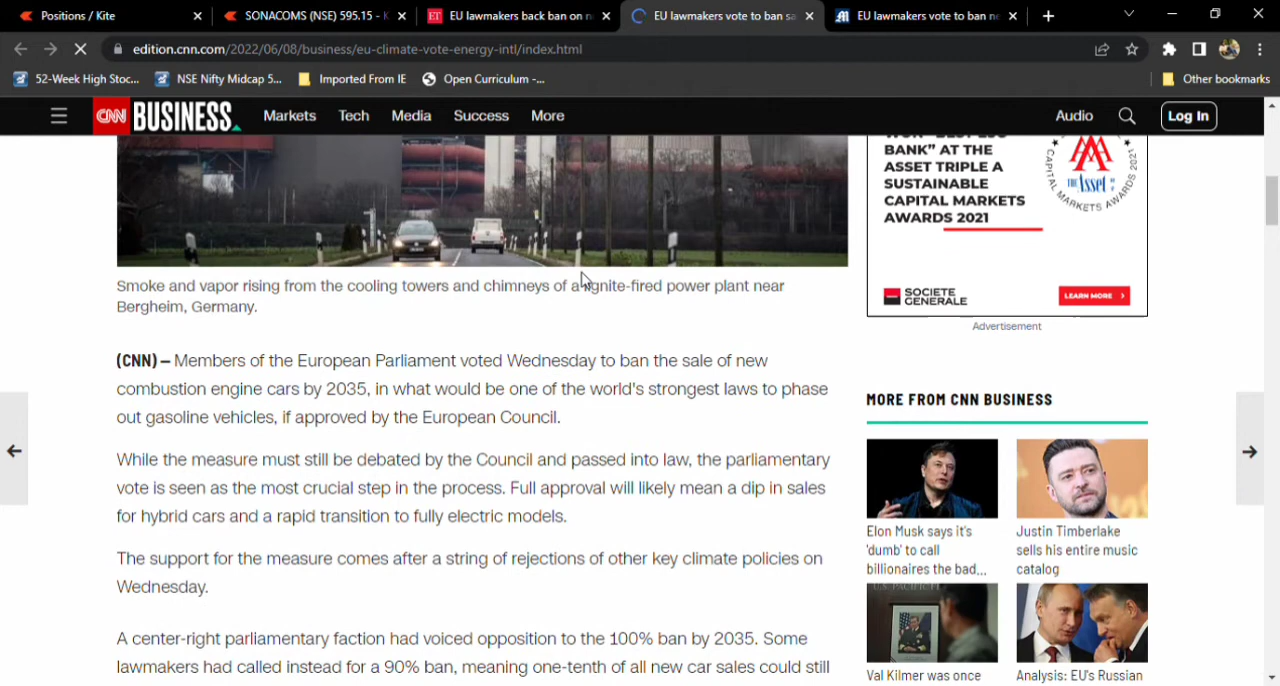 Positions / Kite
SONACOMS (NSE) 595.15 - K
EU lawmakers back ban on n
EU lawmakers vote to ban sa
EU lawmakers vote to ban ne
edition.cnn.com/2022/06/08/business/eu-climate-vote-energy-intl/index.html
52-Week High Stoc...
NSE Nifty Midcap 5...
Imported From IE
Open Curriculum -...
Other bookmarks
CNN BUSINESS
Markets
Tech
Media
Success
More
Audio
Log In
BANK" AT THE
ASSET TRIPLE A
SUSTAINABLE
CAPITAL MARKETS
AWARDS 2021
CAPITAL MARKETS AWARDS 2021
THE Asset
SOCIETE
GENERALE
LEARN MORE
Advertisement
Smoke and vapor rising from the cooling towers and chimneys of a lignite-fired power plant near
Bergheim, Germany.
(CNN) — Members of the European Parliament voted Wednesday to ban the sale of new
combustion engine cars by 2035, in what would be one of the world's strongest laws to phase
out gasoline vehicles, if approved by the European Council.
While the measure must still be debated by the Council and passed into law, the parliamentary
vote is seen as the most crucial step in the process. Full approval will likely mean a dip in sales
for hybrid cars and a rapid transition to fully electric models.
The support for the measure comes after a string of rejections of other key climate policies on
Wednesday.
A center-right parliamentary faction had voiced opposition to the 100% ban by 2035. Some
lawmakers had called instead for a 90% ban, meaning one-tenth of all new car sales could still
MORE FROM CNN BUSINESS
Elon Musk says it's
'dumb' to call
billionaires the bad...
Justin Timberlake
sells his entire music
catalog
Val Kilmer was once
Analysis: EU's Russian